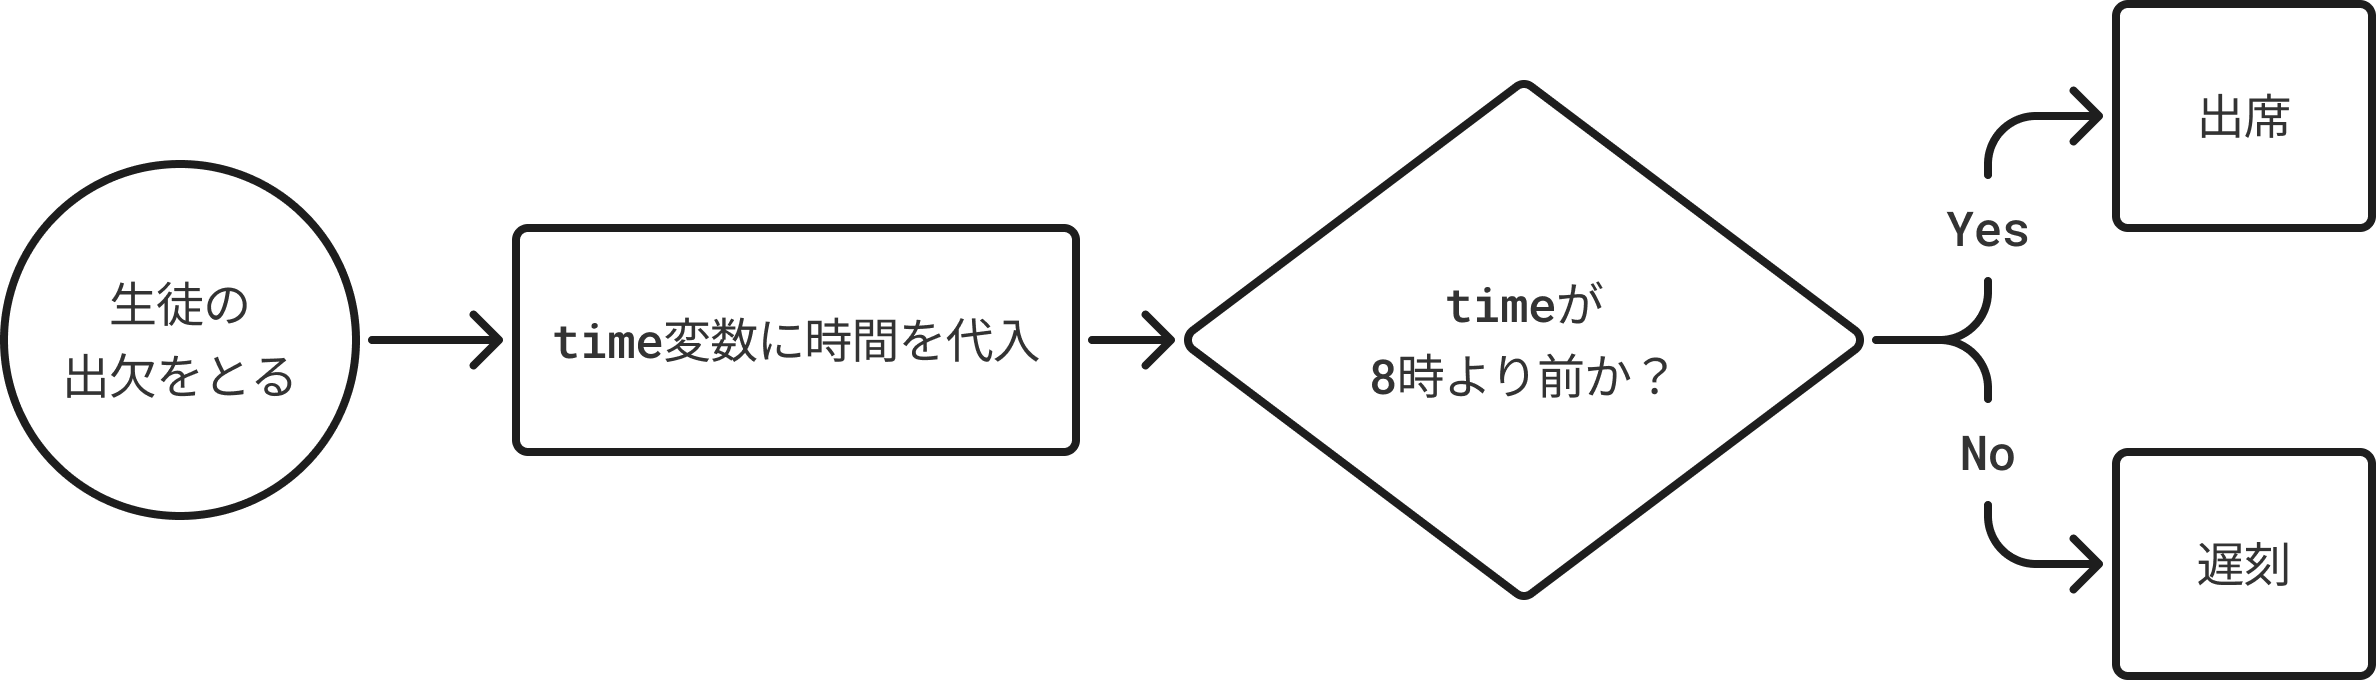 生徒の
出欠をとる
time変数に時間を代入
timeが
8時より前か？
Yes
出席
No
遅刻